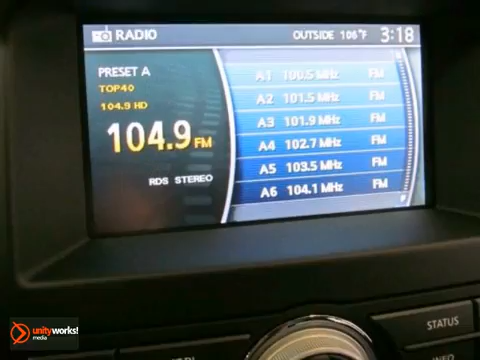 RADIO OUTSIDE 106°F 3:18
PRESET A
TOP40
104.9 HD
104.9 FM
RDS STEREO
A1 100.5 MHz FM
A2 101.5 MHz FM
A3 101.9 MHz FM
A4 102.7 MHz FM
A5 103.5 MHz FM
A6 104.1 MHz FM
STATUS
INFO
unityworks!
media